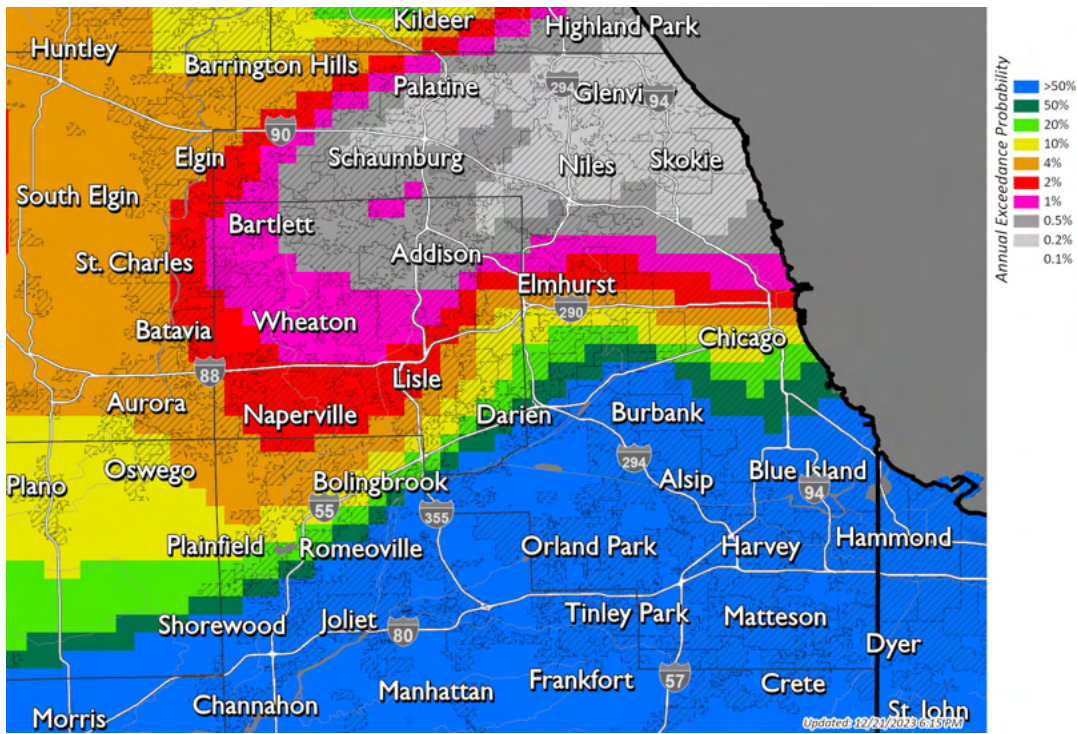 Kildeer
Highland Park
Huntley
Barrington Hills
Palatine
294
Glenvi
94
90
Elgin
Schaumburg
Niles
Skokie
South Elgin
Bartlett
Addison
St. Charles
Elmhurst
290
Batavia
Wheaton
Chicago
88
Lisle
Aurora
Naperville
Darien
Burbank
Oswego
Plano
Bolingbrook
294
Alsip
Blue Island
94
55
355
Plainfield
Romeoville
Orland Park
Harvey
Hammond
Shorewood
Joliet
80
Tinley Park
Matteson
Dyer
Manhattan
Frankfort
57
Crete
Channahon
Morris
St. John
Updated: 12/21/2023 6:15 PM
Annual Exceedance Probability
>50%
50%
20%
10%
4%
2%
1%
0.5%
0.2%
0.1%